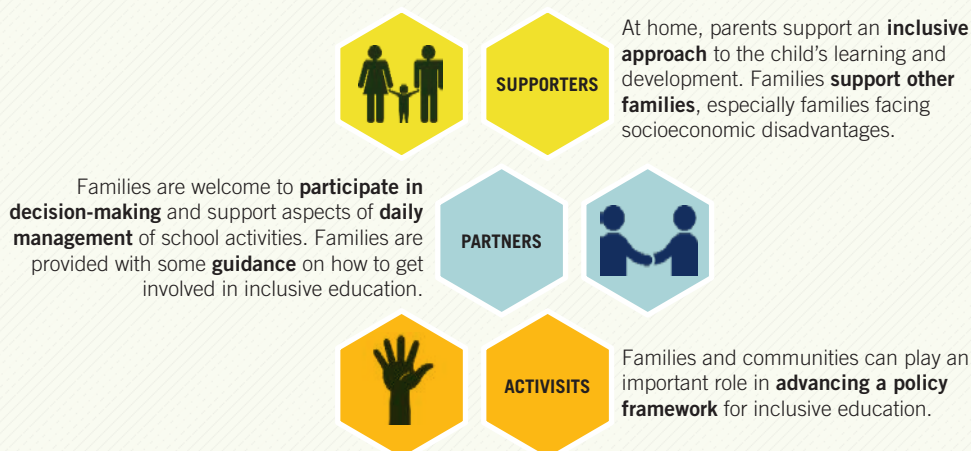 SUPPORTERS
At home, parents support an inclusive
approach to the child's learning and
development. Families support other
families, especially families facing
socioeconomic disadvantages.
Families are welcome to participate in
decision-making and support aspects of daily
management of school activities. Families are
provided with some guidance on how to get
involved in inclusive education.
PARTNERS
ACTIVISITS
Families and communities can play an
important role in advancing a policy
framework for inclusive education.